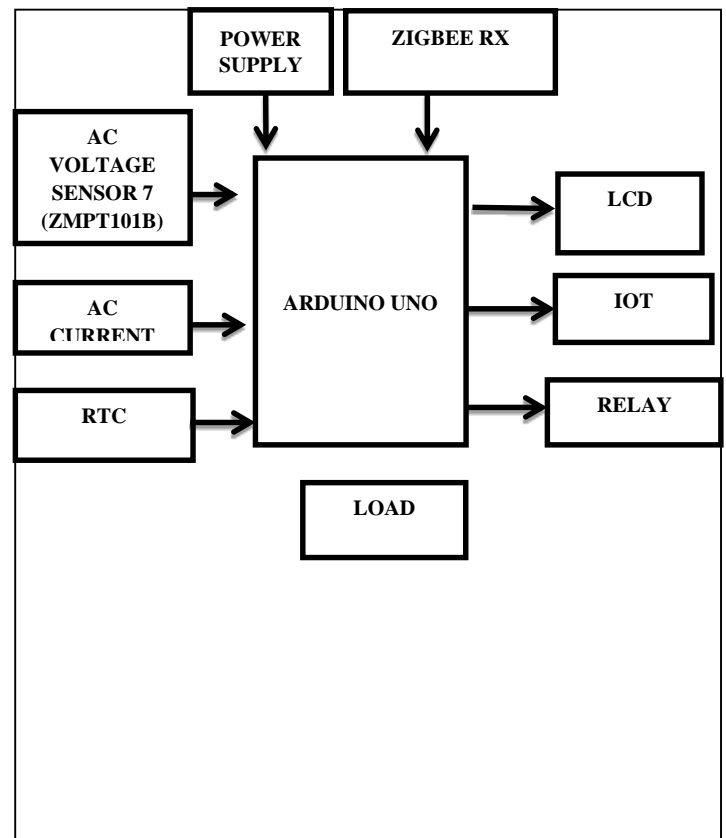 POWER
SUPPLY
ZIGBEE RX
AC
VOLTAGE
SENSOR 7
(ZMPT101B)
LCD
ARDUINO UNO
IOT
AC
CURRENT
RTC
RELAY
LOAD